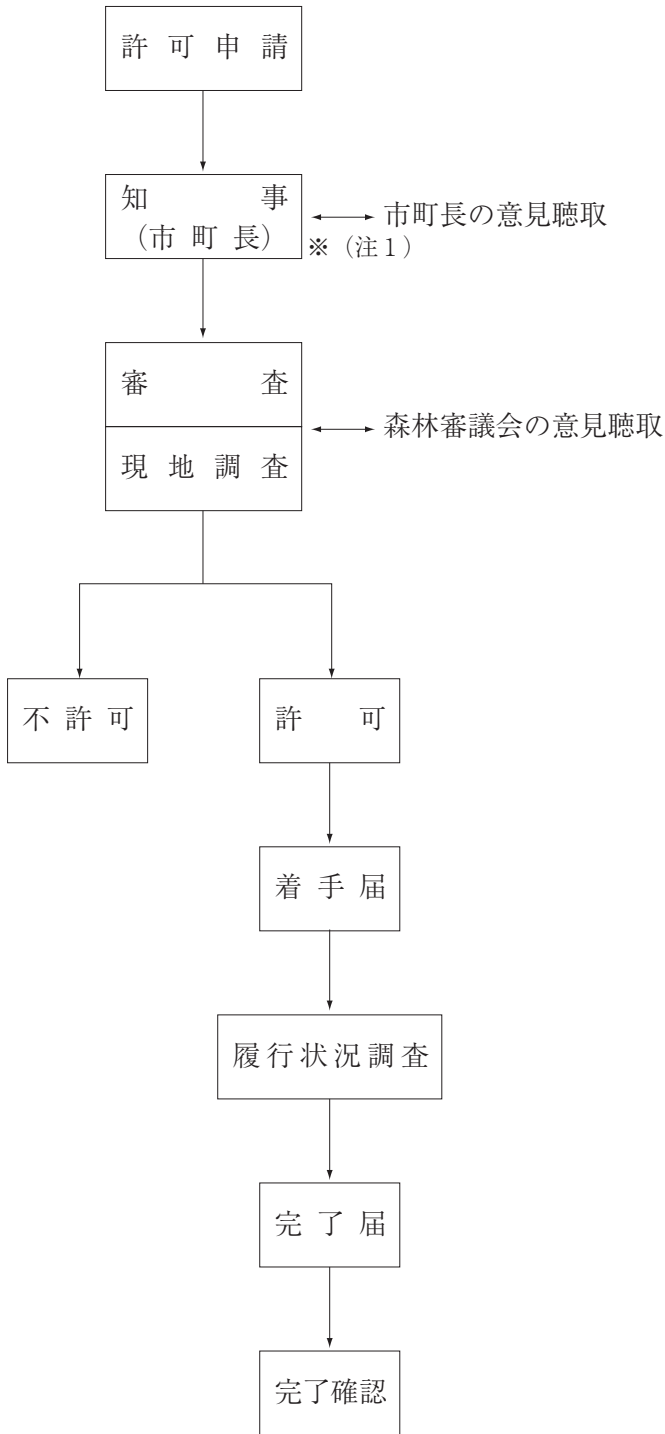 許可申請
知事
（市町長）
市町長の意見聴取
※（注１）
審査
森林審議会の意見聴取
現地調査
不許可
許可
着手届
履行状況調査
完了届
完了確認